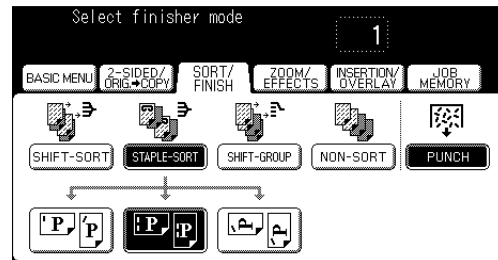 Select finisher mode
1
BASIC MENU 2-SIDED/ SORT/ ZOOM/ INSERTION/ JOB
ORIG.➔COPY FINISH EFFECTS OVERLAY MEMORY
SHIFT-SORT STAPLE-SORT SHIFT-GROUP NON-SORT PUNCH
P P P P P P